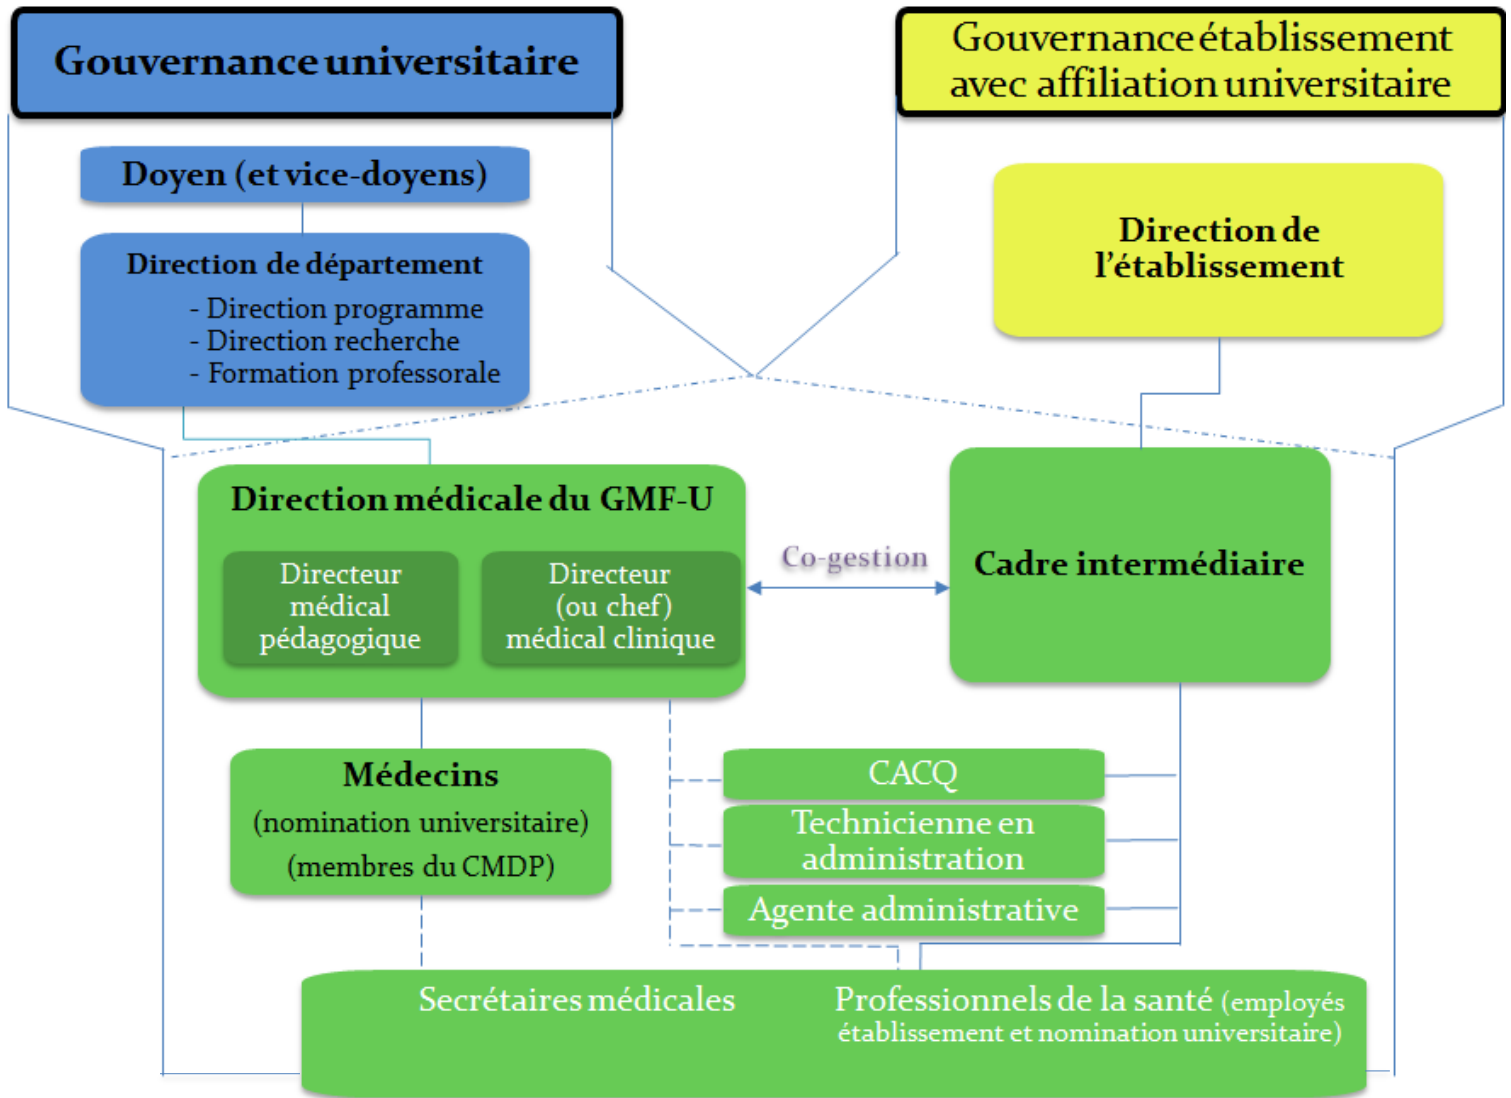 Gouvernance universitaire
Gouvernance établissement
avec affiliation universitaire
Doyen (et vice-doyens)
Direction de département
- Direction programme
- Direction recherche
- Formation professorale
Direction de
l'établissement
Direction médicale du GMF-U
Directeur
médical
pédagogique
Directeur
(ou chef)
médical clinique
Co-gestion
Cadre intermédiaire
Médecins
(nomination universitaire)
(membres du CMDP)
CACQ
Technicienne en
administration
Agente administrative
Secrétaires médicales
Professionnels de la santé (employés
établissement et nomination universitaire)